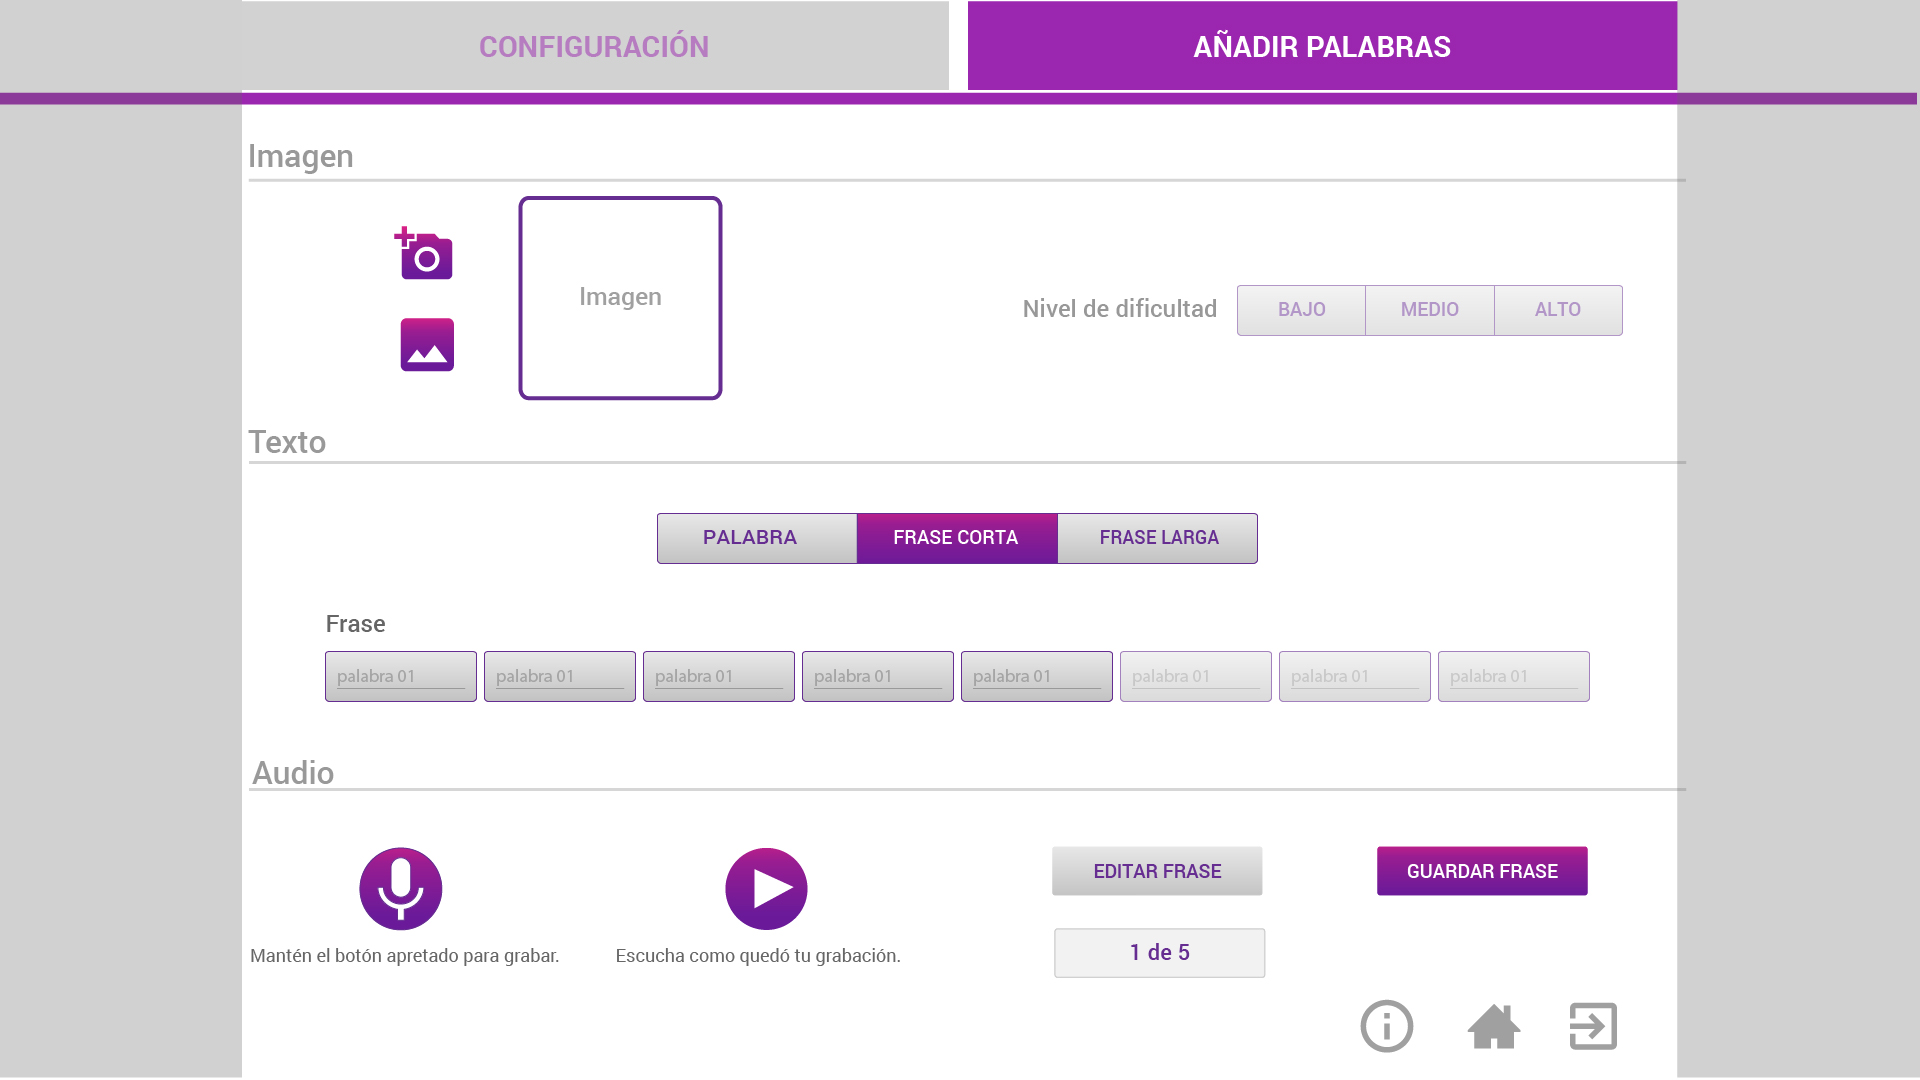 CONFIGURACIÓN
AÑADIR PALABRAS
Imagen
Imagen
Nivel de dificultad
BAJO
MEDIO
ALTO
Texto
PALABRA
FRASE CORTA
FRASE LARGA
Frase
palabra 01
palabra 01
palabra 01
palabra 01
palabra 01
palabra 01
palabra 01
palabra 01
Audio
EDITAR FRASE
GUARDAR FRASE
Mantén el botón apretado para grabar.
Escucha como quedó tu grabación.
1 de 5